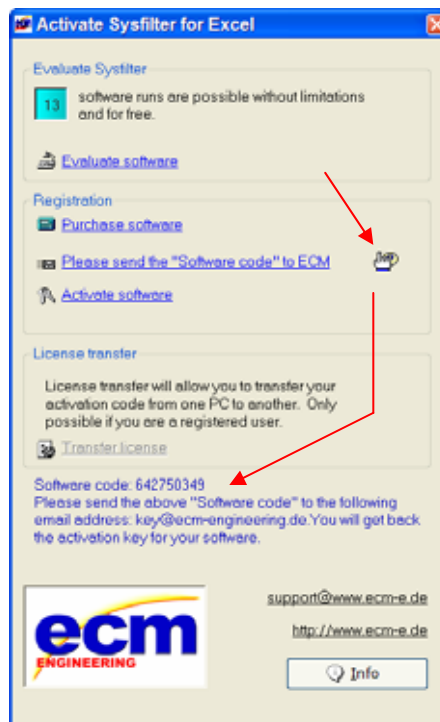 Activate Sysfilter for Excel
Evaluate Sysfilter
13
software runs are possible without limitations
and for free.
Evaluate software
Registration
Purchase software
Please send the "Software code" to ECM
Activate software
License transfer
License transfer will allow you to transfer your
activation code from one PC to another. Only
possible if you are a registered user.
Transfer license
Software code: 642750349
Please send the above "Software code" to the following
email address: key@ecm-engineering.de.You will get back
the activation key for your software.
ecm
ENGINEERING
support@www.ecm-e.de
http://www.ecm-e.de
Info